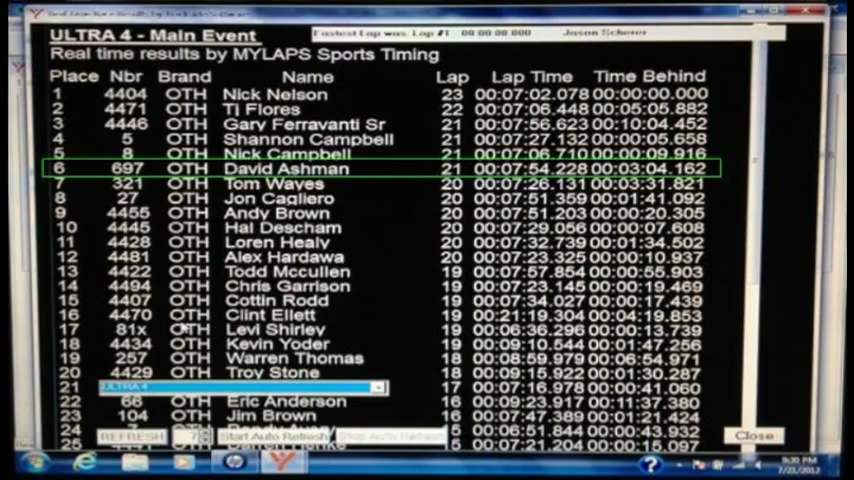 ULTRA 4 - Main Event
Fastest Lap was: Lap #1 00:00:00.000 Jason Scherer
Real time results by MYLAPS Sports Timing
Place Nbr Brand Name Lap Lap Time Time Behind
1 4404 OTH Nick Nelson 23 00:07:02.078 00:00:00.000
2 4471 OTH Tj Flores 22 00:07:06.448 00:05:05.882
3 4446 OTH Gary Ferravanti Sr 21 00:07:56.623 00:10:04.452
4 5 OTH Shannon Campbell 21 00:07:27.132 00:00:05.658
5 8 OTH Nick Campbell 21 00:07:06.710 00:00:09.916
6 697 OTH David Ashman 21 00:07:54.228 00:03:04.162
7 321 OTH Tom Wayes 20 00:07:26.131 00:03:31.821
8 27 OTH Jon Cagliero 20 00:07:51.359 00:01:41.092
9 4455 OTH Andy Brown 20 00:07:51.203 00:00:20.305
10 4445 OTH Hal Descham 20 00:07:29.056 00:00:07.608
11 4428 OTH Loren Healy 20 00:07:32.739 00:01:34.502
12 4481 OTH Alex Hardawa 20 00:07:23.325 00:00:10.937
13 4422 OTH Todd Mccullen 19 00:07:57.854 00:00:55.903
14 4494 OTH Chris Garrison 19 00:07:23.145 00:00:19.469
15 4407 OTH Cottin Rodd 19 00:07:34.027 00:00:17.439
16 4470 OTH Clint Ellett 19 00:21:19.304 00:04:19.853
17 81x OTH Levi Shirley 19 00:06:36.296 00:00:13.739
18 4434 OTH Kevin Yoder 19 00:09:10.544 00:01:47.256
19 257 OTH Warren Thomas 18 00:08:59.979 00:06:54.971
20 4429 OTH Troy Stone 18 00:09:15.922 00:01:30.287
21 ULTRA 4 17 00:07:16.978 00:00:41.060
22 66 OTH Eric Anderson 16 00:09:23.917 00:11:37.380
23 104 OTH Jim Brown 16 00:07:47.389 00:01:21.424
24 5 00:06:51.844 00:00:43.932
REFRESH 7 Start Auto Refresh Stop Auto Refresh Close
25 5 00:07:21.204 00:00:15.097
9:30 PM
7/21/2012